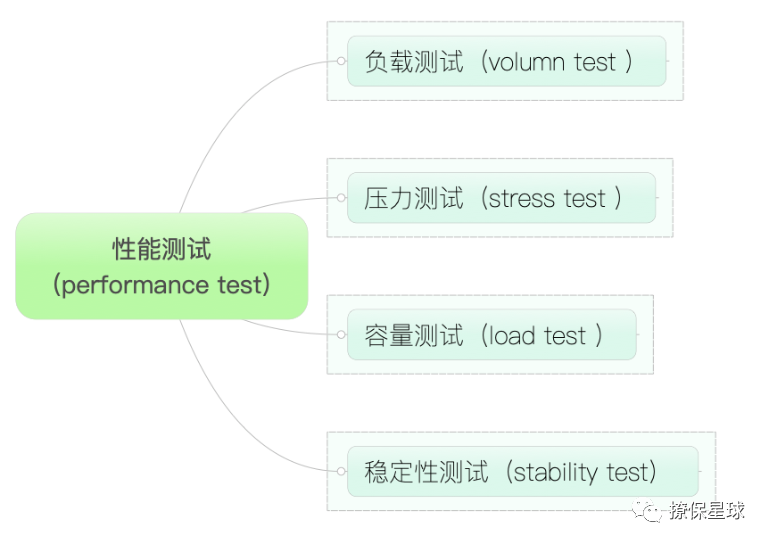 负载测试（volumn test ）
压力测试（stress test ）
性能测试
（performance test）
容量测试（load test ）
稳定性测试（stability test）
撩保星球